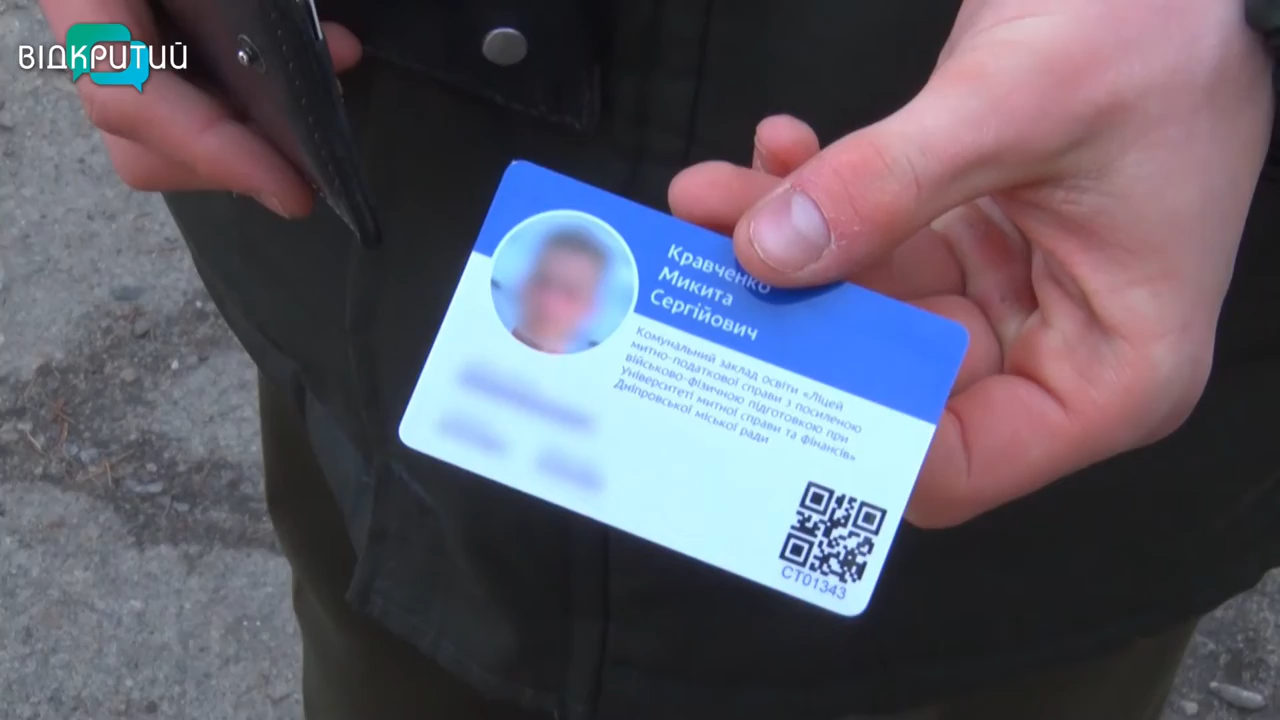 ВІДКРИТИЙ
Кравченко
Микита
Сергійович
Комунальний заклад освіти «Ліцей
митно-податкової справи з посиленою
військово-фізичною підготовкою при
Університеті митної справи та фінансів»
Дніпровської міської ради
СТ01343